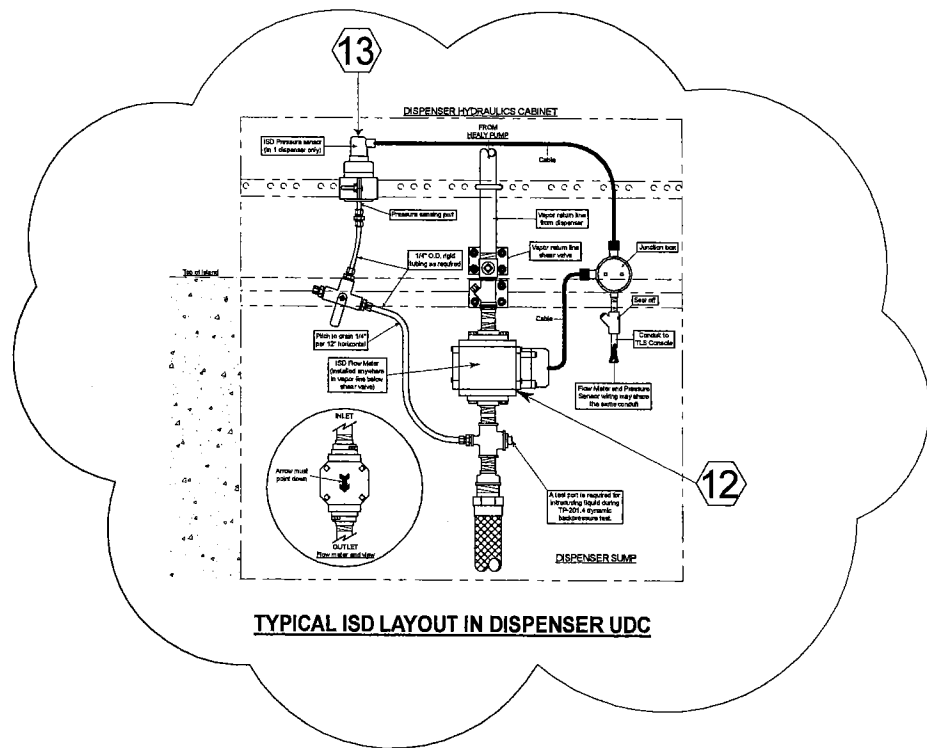 13
DISPENSER HYDRAULICS CABINET
ISD Pressure sensor
(in 1 dispenser only)
FROM
HEALY PUMP
Cable
Pressure sensing port
Vapor return line
from dispenser
1/4" O.D. rigid
tubing as required
Vapor return line
shear valve
Junction box
Top of Island
Seal off
Cable
Conduit to
TLS Console
Pitch to drain 1/4"
per 12" horizontal
ISD Flow Meter
(installed anywhere
in vapor line below
shear valve)
Flow Meter and Pressure
Sensor wiring may share
the same conduit
INLET
Arrow must
point down
OUTLET
Flow meter end view
12
A test port is required for
introducing liquid during
TP-201.4 dynamic
backpressure test.
DISPENSER SUMP
TYPICAL ISD LAYOUT IN DISPENSER UDC